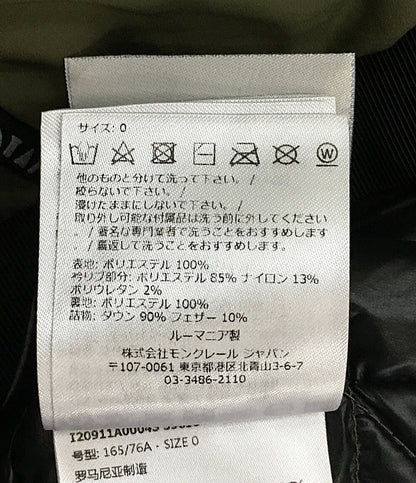 サイズ: 0
W
他のものと分けて洗って下さい。/
絞らないで下さい。/
浸けたままにしないで下さい。/
取り外し可能な付属品は洗う前に外してください
. / 著名な専門業者で洗うことをおすすめします
. / 裏返して洗うことをおすすめします
表地: ポリエステル 100%
衿リブ部分: ポリエステル 85% ナイロン 13%
ポリウレタン 2%
裏地: ポリエステル 100%
詰物: ダウン 90% フェザー 10%
ルーマニア製
株式会社モンクレール ジャパン
〒107-0061 東京都港区北青山3-6-7
03-3486-2110
I20911A00045
号型: 165/76A - SIZE 0
罗马尼亚制造